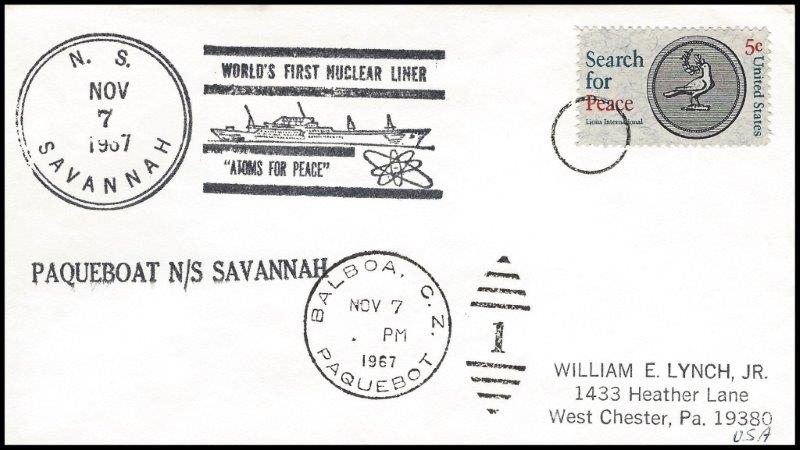 N. S.
NOV
7
1967
SAVANNAH
WORLD'S FIRST NUCLEAR LINER
"ATOMS FOR PEACE"
5c
United States
Search
for
Peace
Lions International
PAQUEBOAT N/S SAVANNAH
BALBOA, C. Z.
NOV 7
. PM
1967
PAQUEBOT
1
WILLIAM E. LYNCH, JR.
1433 Heather Lane
West Chester, Pa. 19380
USA